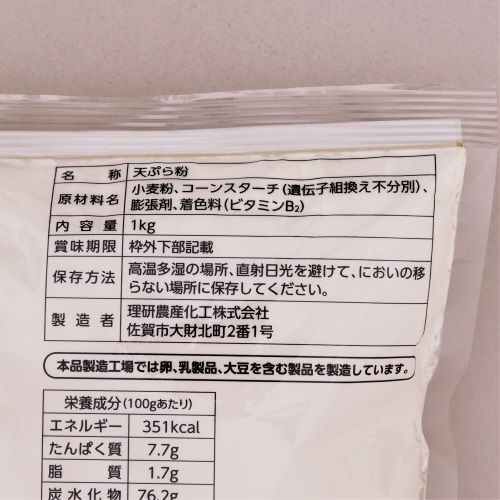 名称 天ぷら粉
原材料名 小麦粉、コーンスターチ(遺伝子組換え不分別)、
膨張剤、着色料(ビタミンB₂)
内容量 1kg
賞味期限 枠外下部記載
保存方法 高温多湿の場所、直射日光を避けて、においの移
らない場所に保存してください。
製造者 理研農産化工株式会社
佐賀市大財北町2番1号
本品製造工場では卵、乳製品、大豆を含む製品を製造しています。
栄養成分(100gあたり)
エネルギー 351kcal
たんぱく質 7.7g
脂質 1.7g
炭水化物 76.2g